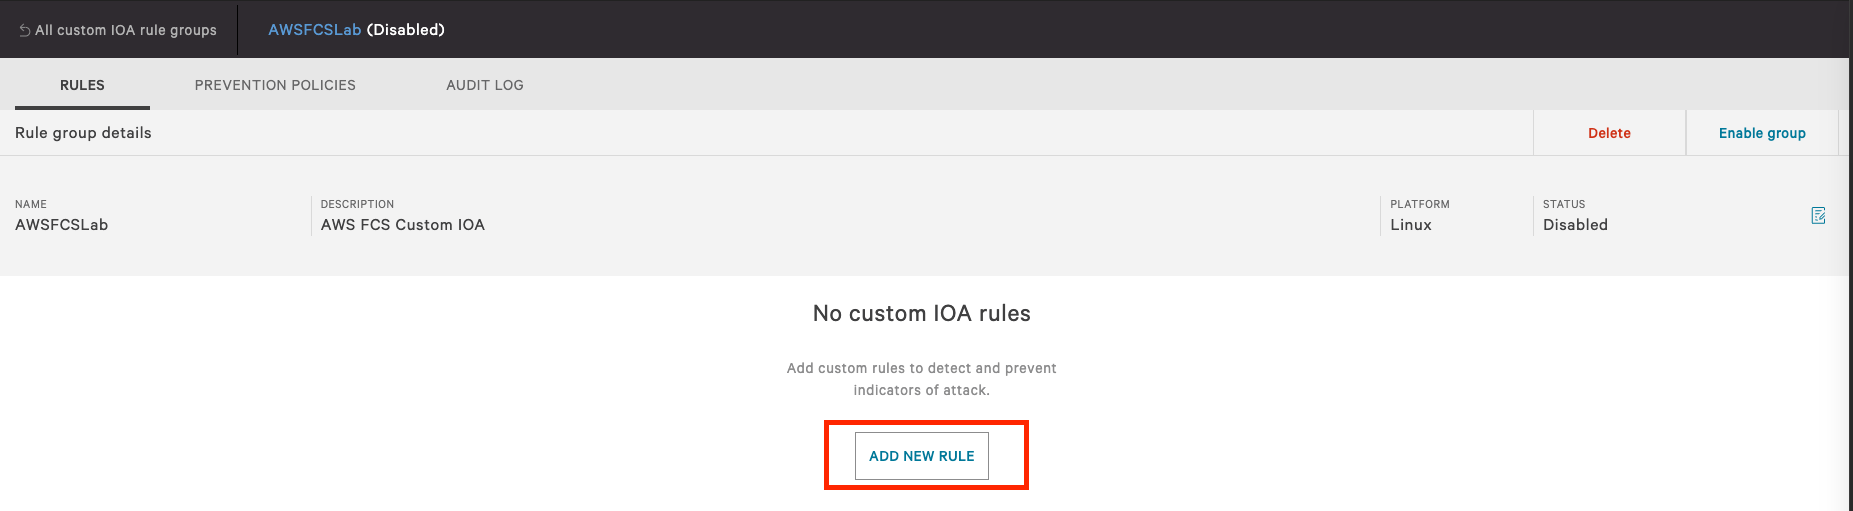 All custom IOA rule groups
AWSFCSLab (Disabled)
RULES
PREVENTION POLICIES
AUDIT LOG
Rule group details
Delete
Enable group
NAME
AWSFCSLab
DESCRIPTION
AWS FCS Custom IOA
PLATFORM
Linux
STATUS
Disabled
No custom IOA rules
Add custom rules to detect and prevent
indicators of attack.
ADD NEW RULE